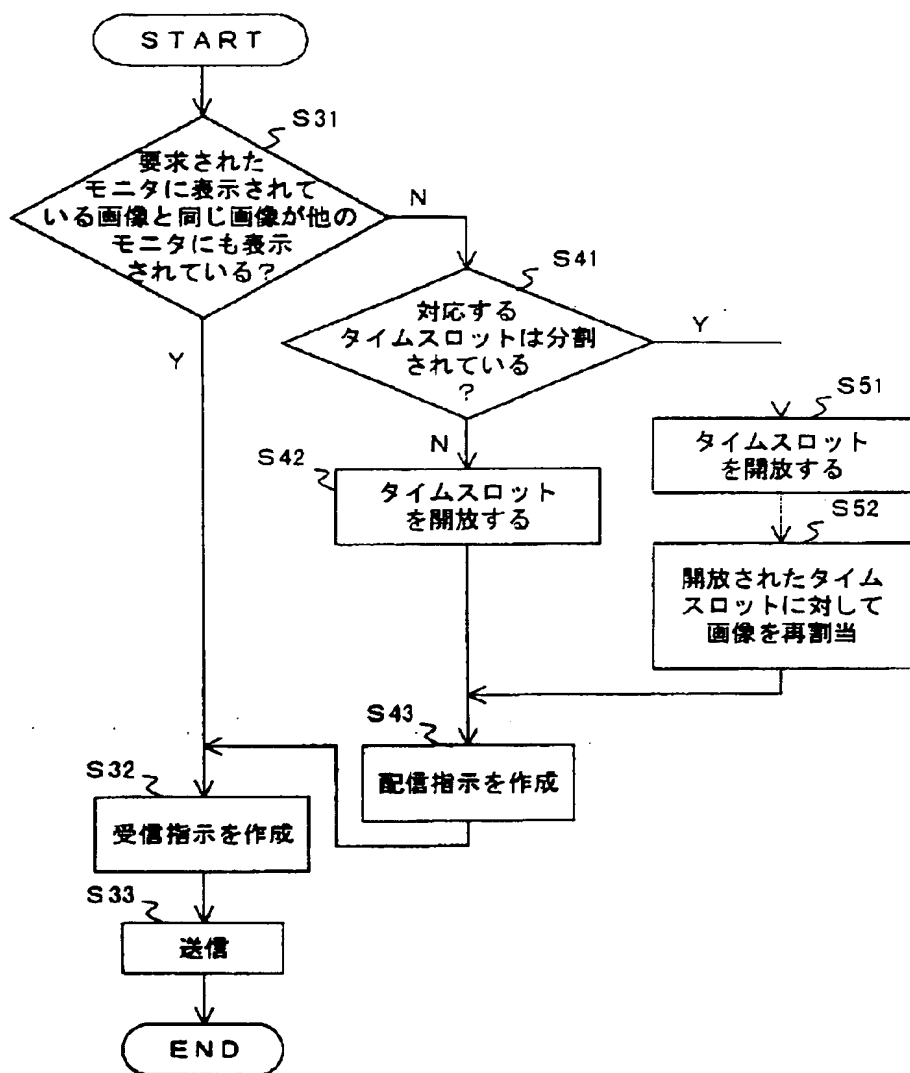 START
S31
要求された
モニタに表示されて
いる画像と同じ画像が他の
モニタにも表示
されている?
N
Y
S41
対応する
タイムスロットは分割
されている
?
Y
N
S51
タイムスロット
を開放する
S42
タイムスロット
を開放する
S52
開放されたタイム
スロットに対して
画像を再割当
S43
配信指示を作成
S32
受信指示を作成
S33
送信
END